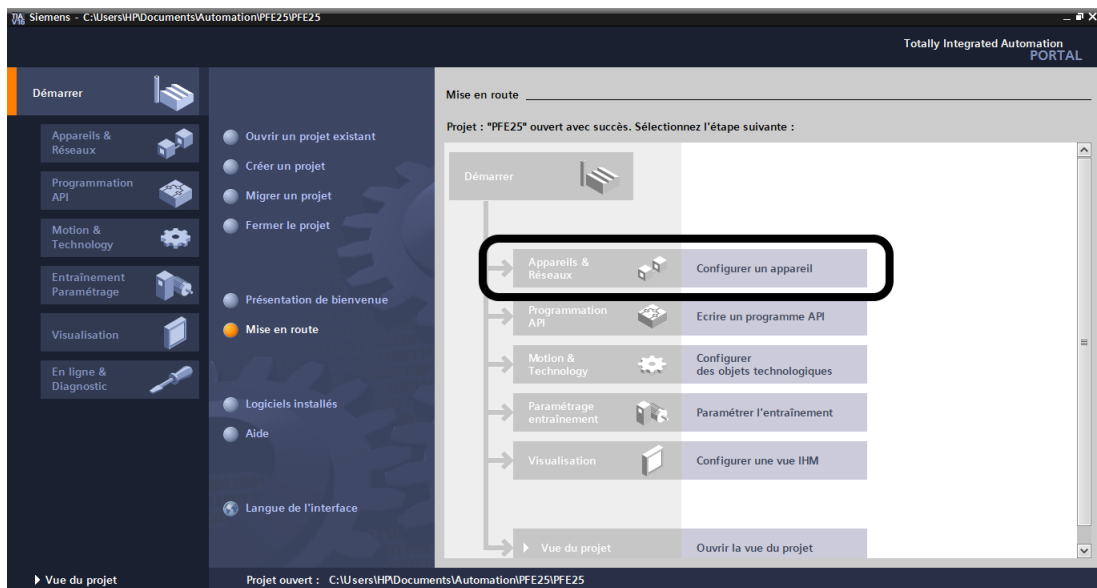 Siemens - C:\Users\HP\Documents\Automation\PFE25\PFE25
Totally Integrated Automation
PORTAL
Démarrer
Appareils &
Réseaux
Programmation
API
Motion &
Technology
Entraînement
Paramétrage
Visualisation
En ligne &
Diagnostic
Ouvrir un projet existant
Créer un projet
Migrer un projet
Fermer le projet
Présentation de bienvenue
Mise en route
Logiciels installés
Aide
Langue de l'interface
Mise en route
Projet : "PFE25" ouvert avec succès. Sélectionnez l'étape suivante :
Démarrer
Appareils &
Réseaux
Configurer un appareil
Programmation
API
Ecrire un programme API
Motion &
Technology
Configurer
des objets technologiques
Paramétrage
entraînement
Paramétrer l'entraînement
Visualisation
Configurer une vue IHM
Vue du projet
Ouvrir la vue du projet
Vue du projet
Projet ouvert : C:\Users\HP\Documents\Automation\PFE25\PFE25